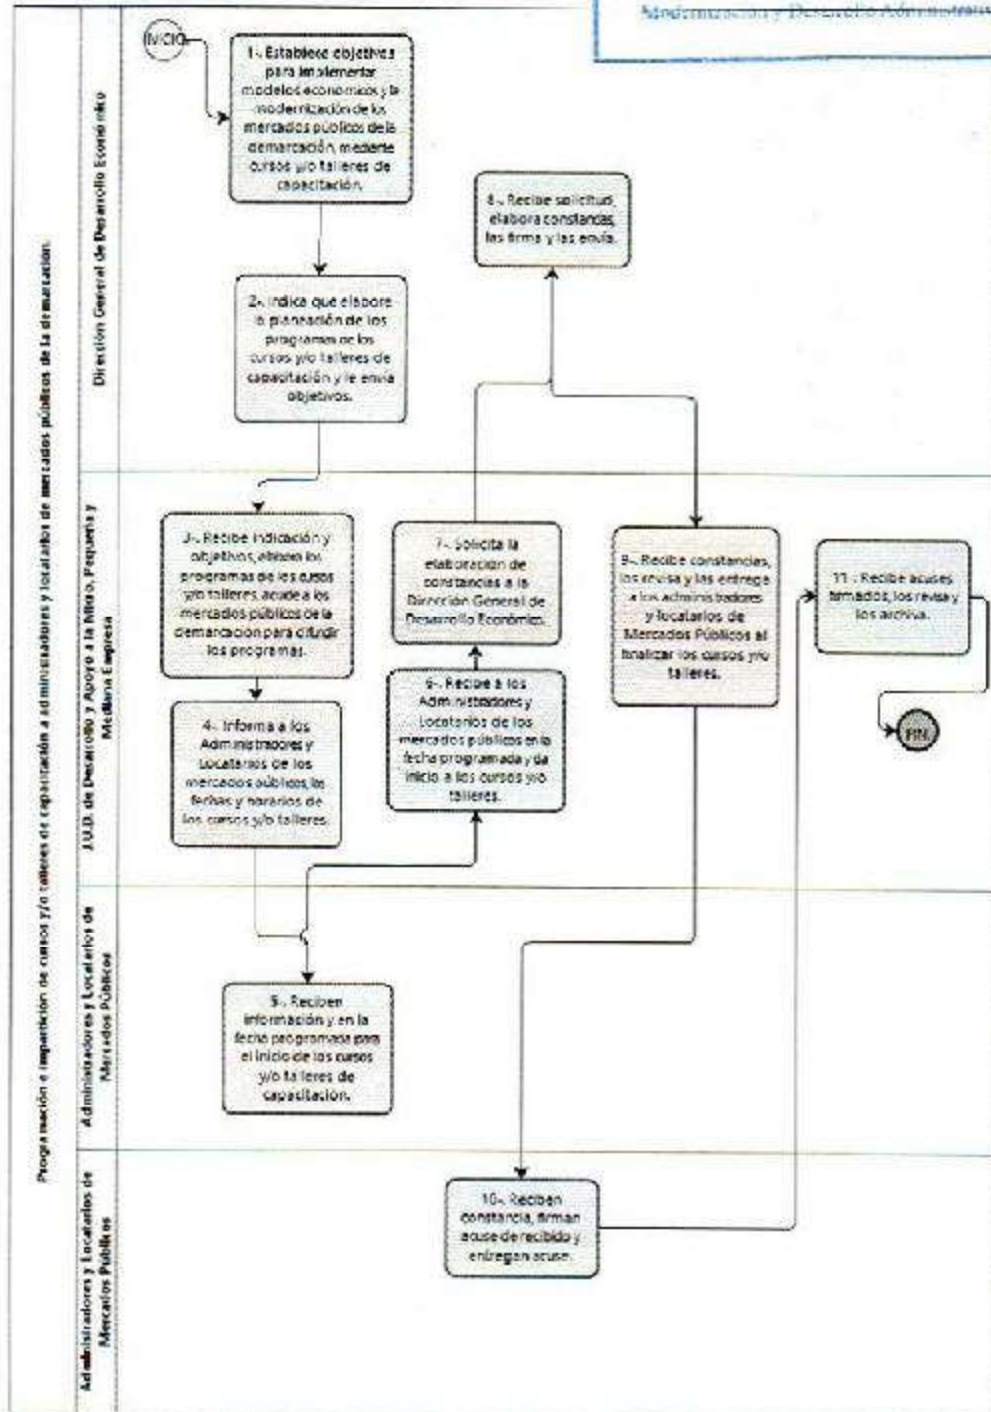 Modernización y Desarrollo Administrativo
Programación e impartición de cursos y/o talleres de capacitación a administradores y locatarios de mercados públicos de la demarcación.
Dirección General de Desarrollo Económico
INICIO
1-. Establece objetivos
para implementar
modelos económicos y la
modernización de los
mercados públicos de la
demarcación, mediante
cursos y/o talleres de
capacitación.
2-. Indica que elabore
la planeación de los
programas de los
cursos y/o talleres de
capacitación y le envía
objetivos.
8-. Recibe solicitud,
elabora constancias,
las firma y las envía.
J.U.D. de Desarrollo y Apoyo a la Micro, Pequeña y
Mediana Empresa
3-. Recibe indicación y
objetivos, elabora los
programas de los cursos
y/o talleres, acude a los
mercados públicos de la
demarcación para difundir
los programas.
4-. Informa a los
Administradores y
Locatarios de los
mercados públicos, las
fechas y horarios de
los cursos y/o talleres.
7-. Solicita la
elaboración de
constancias a la
Dirección General de
Desarrollo Económico.
6-. Recibe a los
Administradores y
Locatarios de los
mercados públicos en la
fecha programada y da
inicio a los cursos y/o
talleres.
9-. Recibe constancias,
los revisa y las entrega
a los administradores
y locatarios de
Mercados Públicos al
finalizar los cursos y/o
talleres.
11-. Recibe acuses
firmados, los revisa y
los archiva.
FIN.
Administradores y Locatarios de
Mercados Públicos
5-. Reciben
información y en la
fecha programada para
el inicio de los cursos
y/o talleres de
capacitación.
Administradores y Locatarios de
Mercados Públicos
10-. Reciben
constancia, firman
acuse de recibido y
entregan acuse.